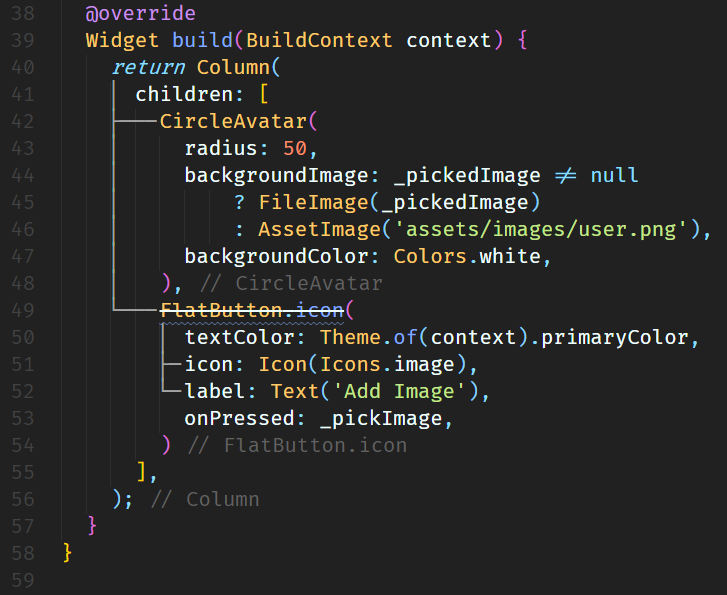 38 @override
39 Widget build(BuildContext context) {
40 return Column(
41 children: [
42 CircleAvatar(
43 radius: 50,
44 backgroundImage: _pickedImage != null
45 ? FileImage(_pickedImage)
46 : AssetImage('assets/images/user.png'),
47 backgroundColor: Colors.white,
48 ), // CircleAvatar
49 FlatButton.icon(
50 textColor: Theme.of(context).primaryColor,
51 icon: Icon(Icons.image),
52 label: Text('Add Image'),
53 onPressed: _pickImage,
54 ) // FlatButton.icon
55 ],
56 ); // Column
57 }
58 }
59